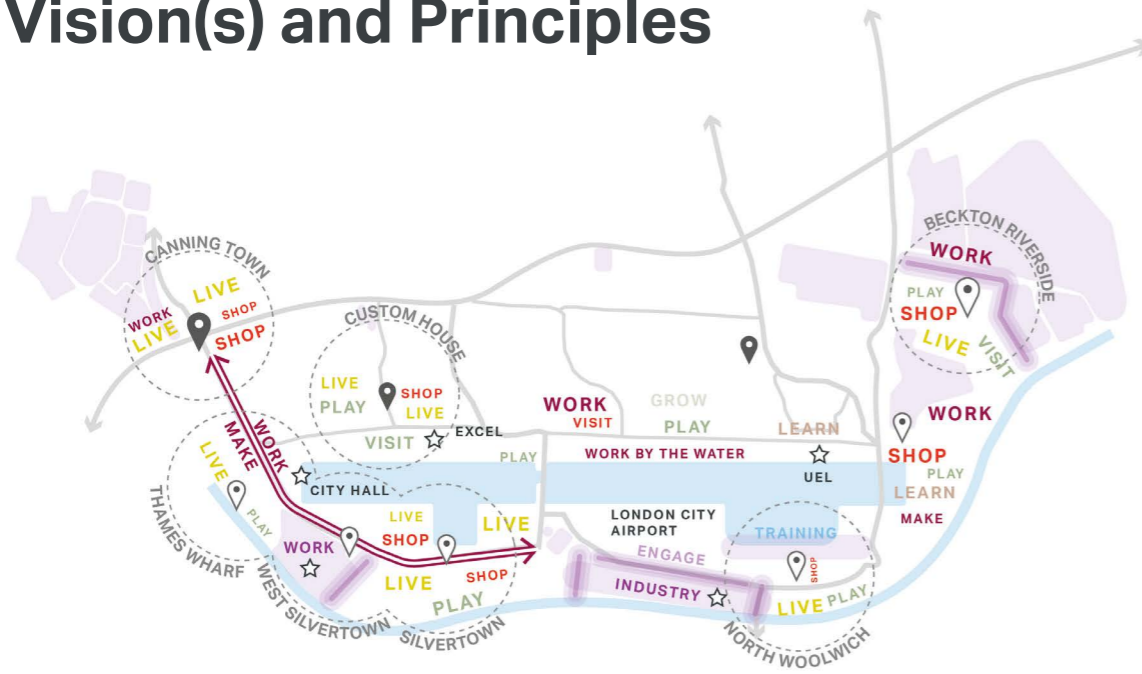 Vision(s) and Principles
CANNING TOWN
LIVE
SHOP
WORK
LIVE
SHOP
CUSTOM HOUSE
LIVE
PLAY
SHOP
LIVE
VISIT
EXCEL
BECKTON RIVERSIDE
WORK
PLAY
SHOP
LIVE
VISIT
WORK
VISIT
GROW
PLAY
LEARN
WORK
SHOP
PLAY
LEARN
MAKE
PLAY
WORK BY THE WATER
UEL
WORK
MAKE
CITY HALL
THAMES WHARF
LIVE
PLAY
WORK
WEST SILVERTOWN
LIVE
SHOP
LIVE
LIVE
SHOP
PLAY
SILVERTOWN
LONDON CITY
AIRPORT
ENGAGE
INDUSTRY
TRAINING
SHOP
LIVE
PLAY
NORTH WOOLWICH